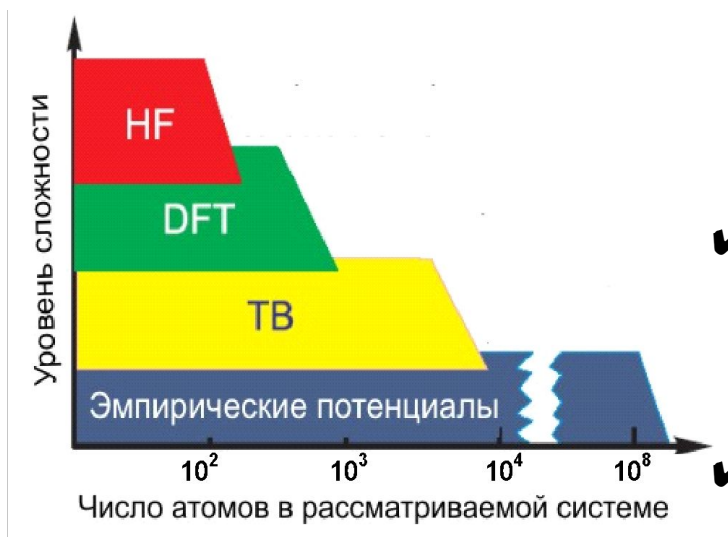 Уровень сложности
HF
DFT
TB
Эмпирические потенциалы
10² 10³ 10⁴ 10⁸
Число атомов в рассматриваемой системе